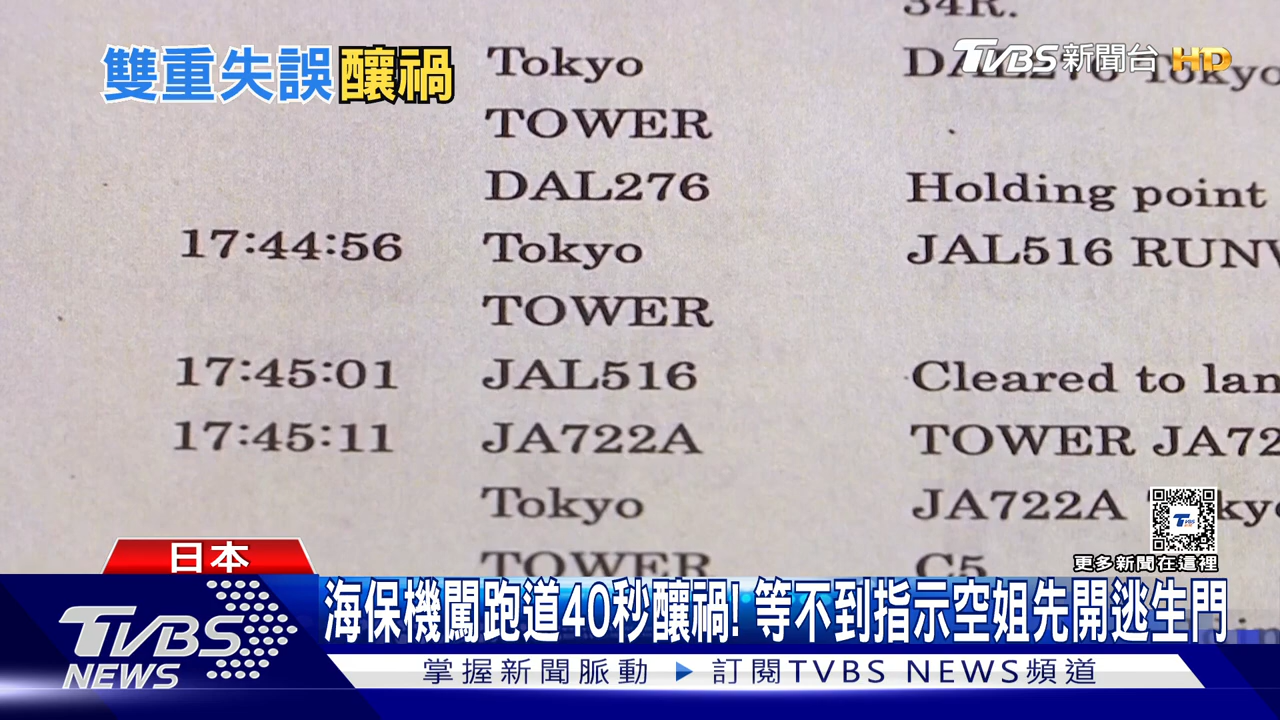 34R.
雙重失誤釀禍
TVBS新聞台 HD
Tokyo DAL276 Tokyo
TOWER
DAL276 Holding point
17:44:56 Tokyo JAL516 RUNW
TOWER
17:45:01 JAL516 Cleared to lan
17:45:11 JA722A TOWER JA72
Tokyo JA722A
TOWER C5
更多新聞在這裡
日本
海保機闖跑道40秒釀禍! 等不到指示空姐先開逃生門
TVBS NEWS
掌握新聞脈動 ▶ 訂閱TVBS NEWS頻道